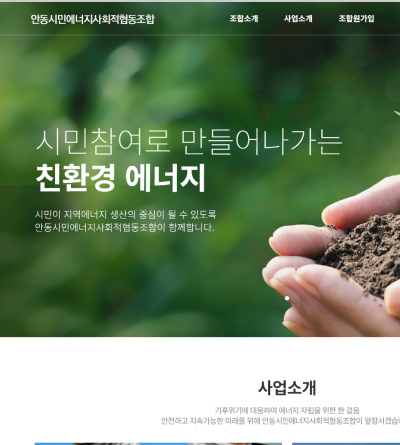 안동시민에너지사회적협동조합
조합소개 사업소개 조합원가입
시민참여로 만들어나가는
친환경 에너지
시민이 지역에너지 생산의 중심이 될 수 있도록
안동시민에너지사회적협동조합이 함께합니다.
사업소개
기후위기에 대응하여 에너지 자립을 위한 한 걸음
안전하고 지속가능한 미래를 위해 안동시민에너지사회적협동조합이 앞장서겠습